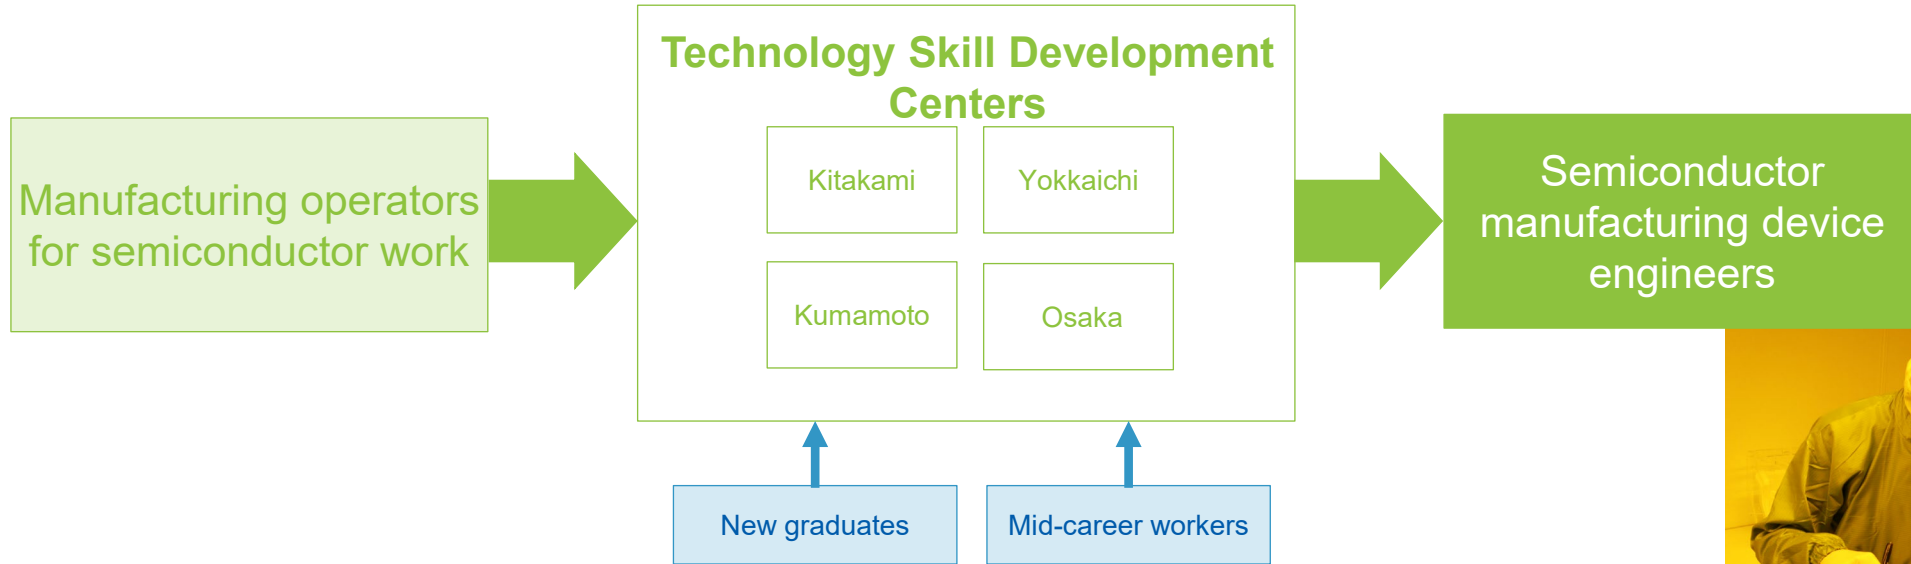 Technology Skill Development
Centers
Manufacturing operators
for semiconductor work
Kitakami
Yokkaichi
Kumamoto
Osaka
Semiconductor
manufacturing device
engineers
New graduates
Mid-career workers